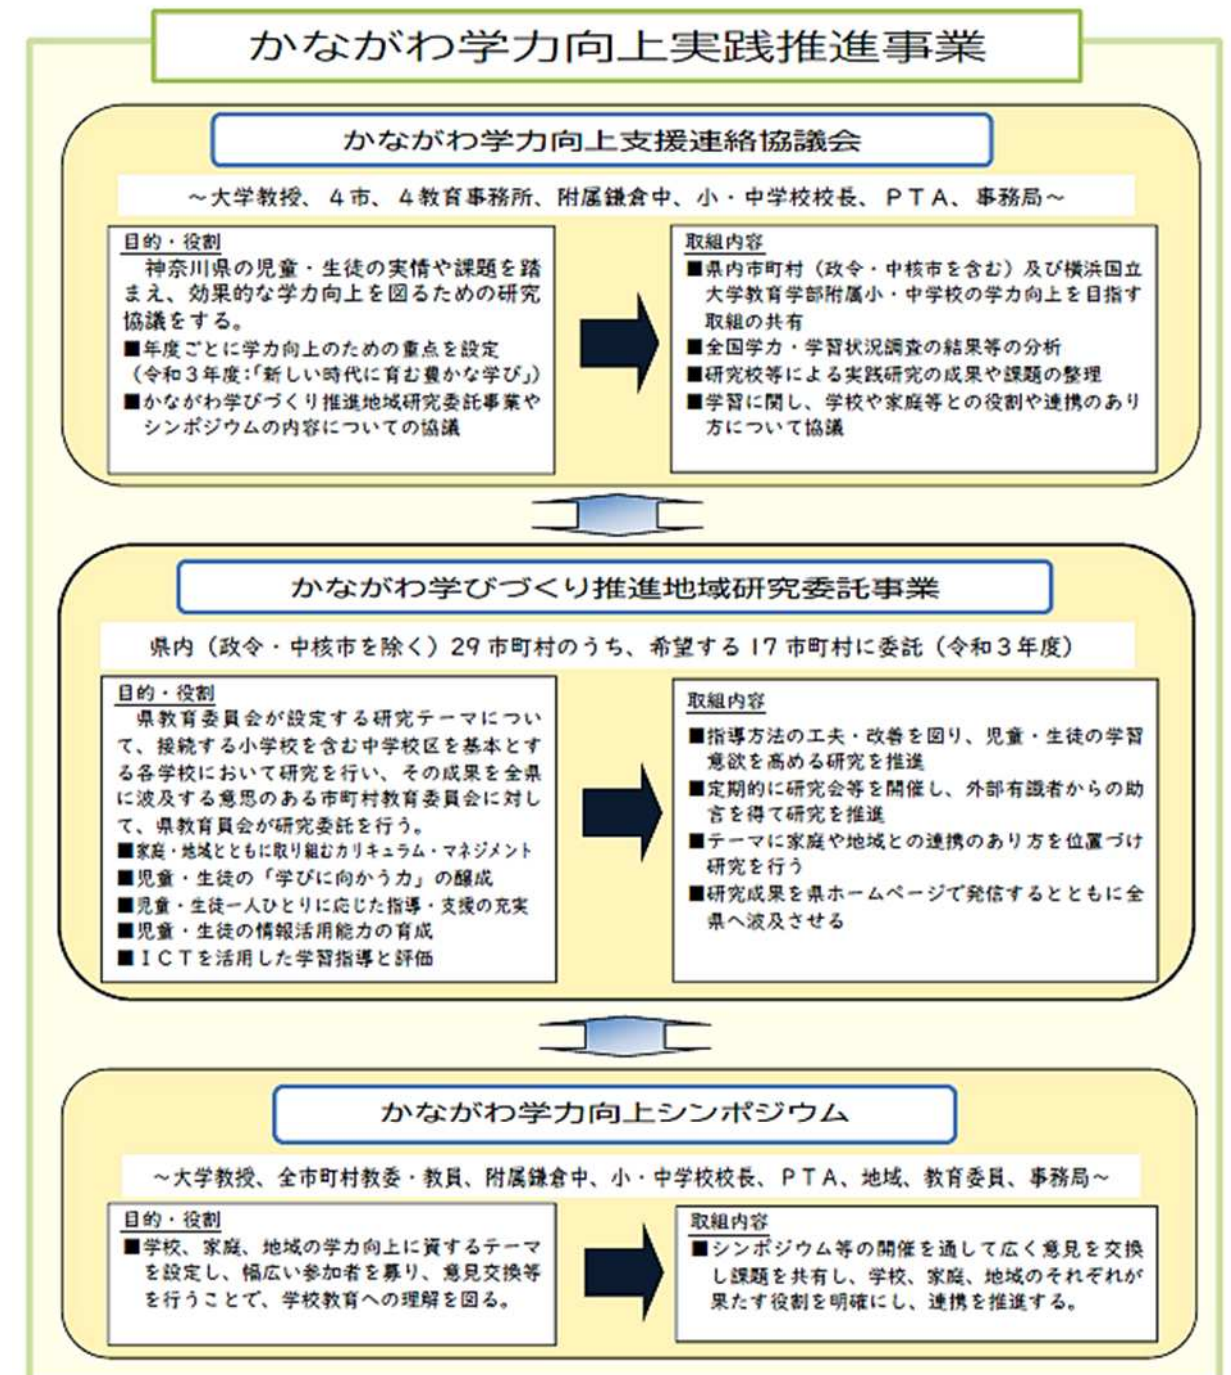 かながわ学力向上実践推進事業
かながわ学力向上支援連絡協議会
～大学教授、4市、4教育事務所、附属鎌倉中、小・中学校校長、PTA、事務局～
目的・役割
神奈川県の児童・生徒の実情や課題を踏
まえ、効果的な学力向上を図るための研究
協議をする。
■年度ごとに学力向上のための重点を設定
（令和3年度：「新しい時代に育む豊かな学び」）
■かながわ学びづくり推進地域研究委託事業や
シンポジウムの内容についての協議
取組内容
■県内市町村（政令・中核市を含む）及び横浜国立
大学教育学部附属小・中学校の学力向上を目指す
取組の共有
■全国学力・学習状況調査の結果等の分析
■研究校等による実践研究の成果や課題の整理
■学習に関し、学校や家庭等との役割や連携のあり
方について協議
かながわ学びづくり推進地域研究委託事業
県内（政令・中核市を除く）29市町村のうち、希望する17市町村に委託（令和3年度）
目的・役割
県教育委員会が設定する研究テーマについ
て、接続する小学校を含む中学校区を基本とす
る各学校において研究を行い、その成果を全県
に波及する意思のある市町村教育委員会に対し
て、県教育員会が研究委託を行う。
■家庭・地域とともに取り組むカリキュラム・マネジメント
■児童・生徒の「学びに向かう力」の醸成
■児童・生徒一人ひとりに応じた指導・支援の充実
■児童・生徒の情報活用能力の育成
■ICTを活用した学習指導と評価
取組内容
■指導方法の工夫・改善を図り、児童・生徒の学習
意欲を高める研究を推進
■定期的に研究会等を開催し、外部有識者からの助
言を得て研究を推進
■テーマに家庭や地域との連携のあり方を位置づけ
研究を行う
■研究成果を県ホームページで発信するとともに全
県へ波及させる
かながわ学力向上シンポジウム
～大学教授、全市町村教委・教員、附属鎌倉中、小・中学校校長、PTA、地域、教育委員、事務局～
目的・役割
■学校、家庭、地域の学力向上に資するテーマ
を設定し、幅広い参加者を募り、意見交換等
を行うことで、学校教育への理解を図る。
取組内容
■シンポジウム等の開催を通して広く意見を交換
し課題を共有し、学校、家庭、地域のそれぞれが
果たす役割を明確にし、連携を推進する。